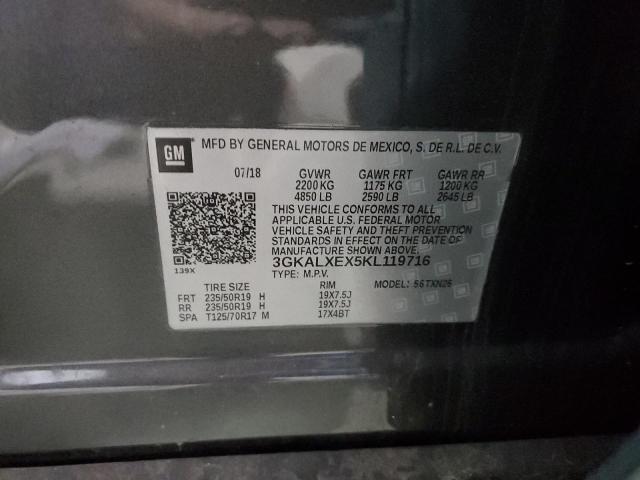 GM
MFD BY GENERAL MOTORS DE MEXICO, S. DE R.L. DE C.V.
07/18 GVWR GAWR FRT GAWR RR
2200 KG 1175 KG 1200 KG
4850 LB 2590 LB 2645 LB
THIS VEHICLE CONFORMS TO ALL
APPLICABLE U.S. FEDERAL MOTOR
VEHICLE SAFETY, BUMPER, AND THEFT
PREVENTION STANDARDS IN
EFFECT ON THE DATE OF
MANUFACTURE SHOWN ABOVE.
3GKALXEX5KL119716
139X
TYPE: M.P.V. MODEL: 56TXN26
TIRE SIZE RIM
FRT 235/50R19 H 19X7.5J
RR 235/50R19 H 19X7.5J
SPA T125/70R17 M 17X4BT